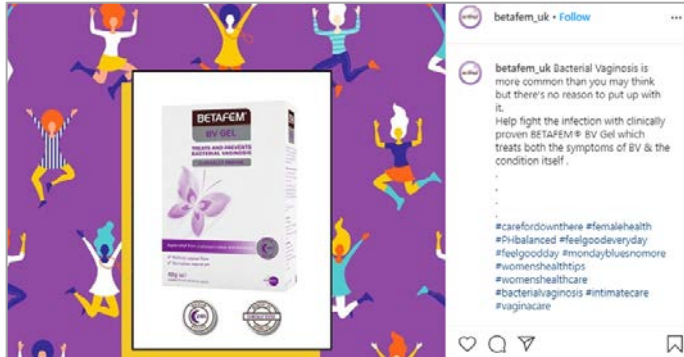 betafem_uk • Follow
betafem_uk Bacterial Vaginosis is
more common than you may think
but there's no reason to put up with
it.
Help fight the infection with clinically
proven BETAFEM® BV Gel which
treats both the symptoms of BV & the
condition itself .
.
.
.
.
#carefordownthere #femalehealth
#PHbalanced #feelgoodeveryday
#feelgoodday #mondaybluesnomore
#womenshealthtips
#womenshealthcare
#bacterialvaginosis #intimatecare
#vaginacare
BETAFEM®
BV GEL
TREATS AND PREVENTS
BACTERIAL VAGINOSIS
CLINICALLY PROVEN